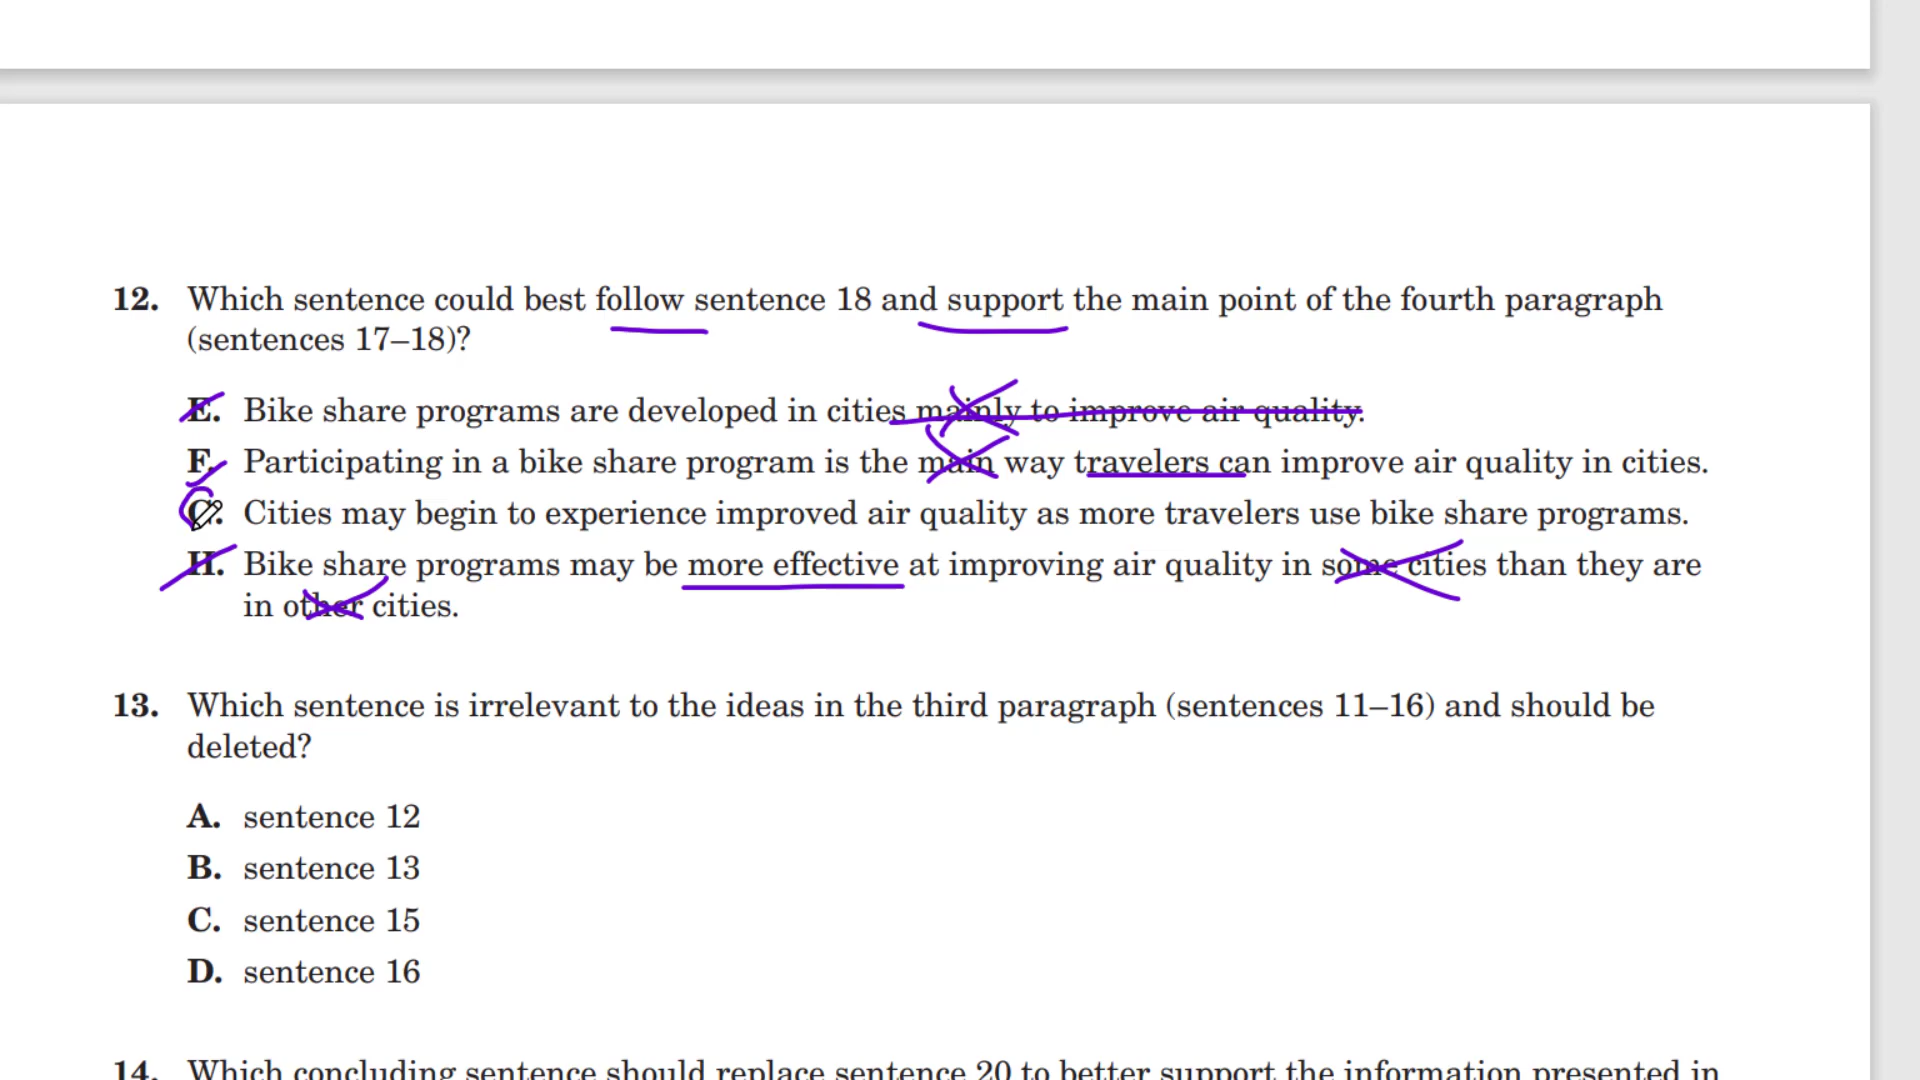 12. Which sentence could best follow sentence 18 and support the main point of the fourth paragraph
(sentences 17–18)?
E. Bike share programs are developed in cities mainly to improve air quality.
F. Participating in a bike share program is the main way travelers can improve air quality in cities.
G. Cities may begin to experience improved air quality as more travelers use bike share programs.
H. Bike share programs may be more effective at improving air quality in some cities than they are
in other cities.
13. Which sentence is irrelevant to the ideas in the third paragraph (sentences 11–16) and should be
deleted?
A. sentence 12
B. sentence 13
C. sentence 15
D. sentence 16
14. Which concluding sentence should replace sentence 20 to better support the information presented in